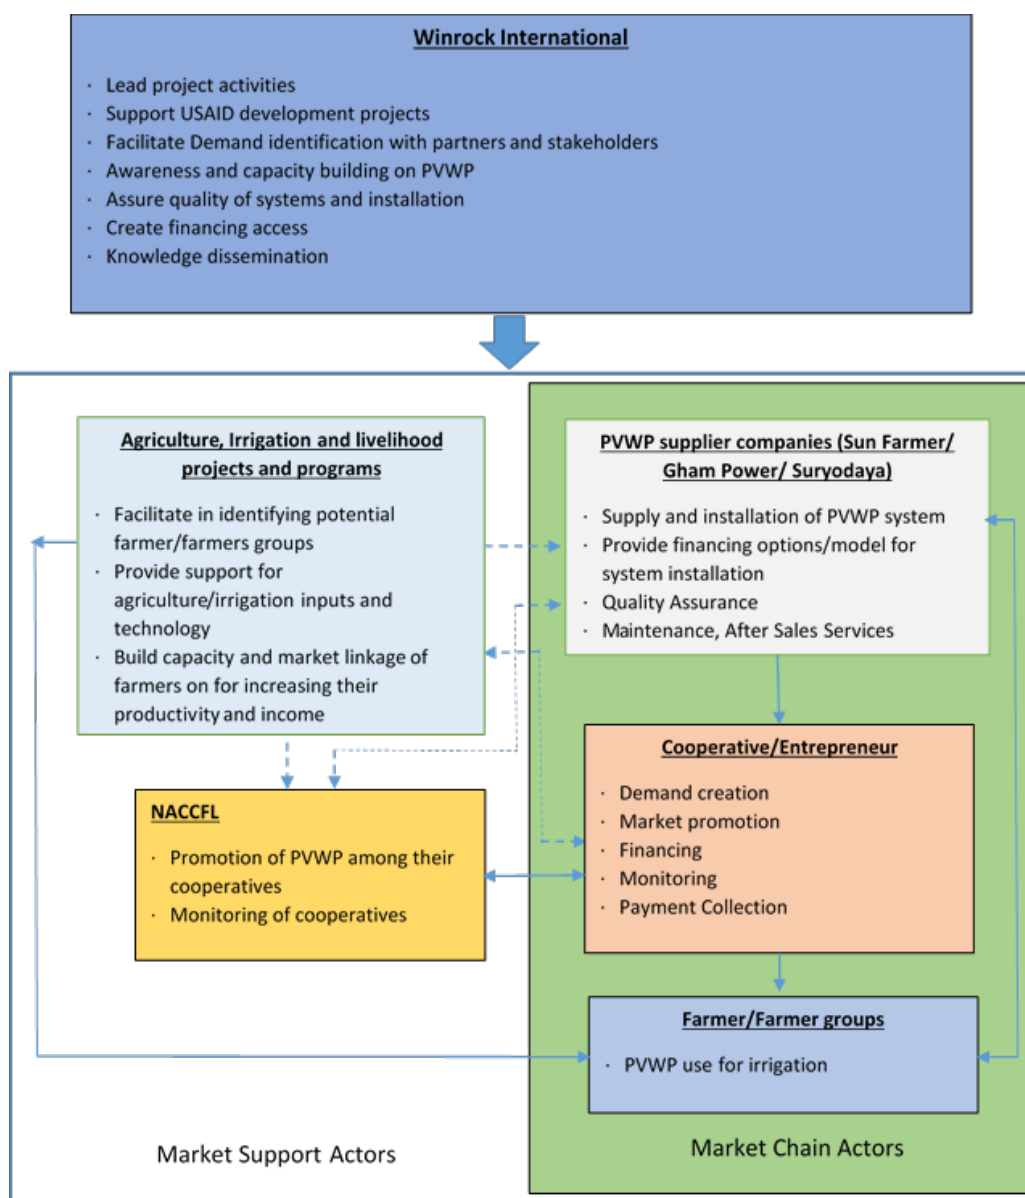 Winrock International
· Lead project activities
· Support USAID development projects
· Facilitate Demand identification with partners and stakeholders
· Awareness and capacity building on PVWP
· Assure quality of systems and installation
· Create financing access
· Knowledge dissemination
Agriculture, Irrigation and livelihood
projects and programs
· Facilitate in identifying potential
farmer/farmers groups
· Provide support for
agriculture/irrigation inputs and
technology
· Build capacity and market linkage of
farmers on for increasing their
productivity and income
NACCFL
· Promotion of PVWP among their
cooperatives
· Monitoring of cooperatives
Market Support Actors
PVWP supplier companies (Sun Farmer/
Gham Power/ Suryodaya)
· Supply and installation of PVWP system
· Provide financing options/model for
system installation
· Quality Assurance
· Maintenance, After Sales Services
Cooperative/Entrepreneur
· Demand creation
· Market promotion
· Financing
· Monitoring
· Payment Collection
Farmer/Farmer groups
· PVWP use for irrigation
Market Chain Actors